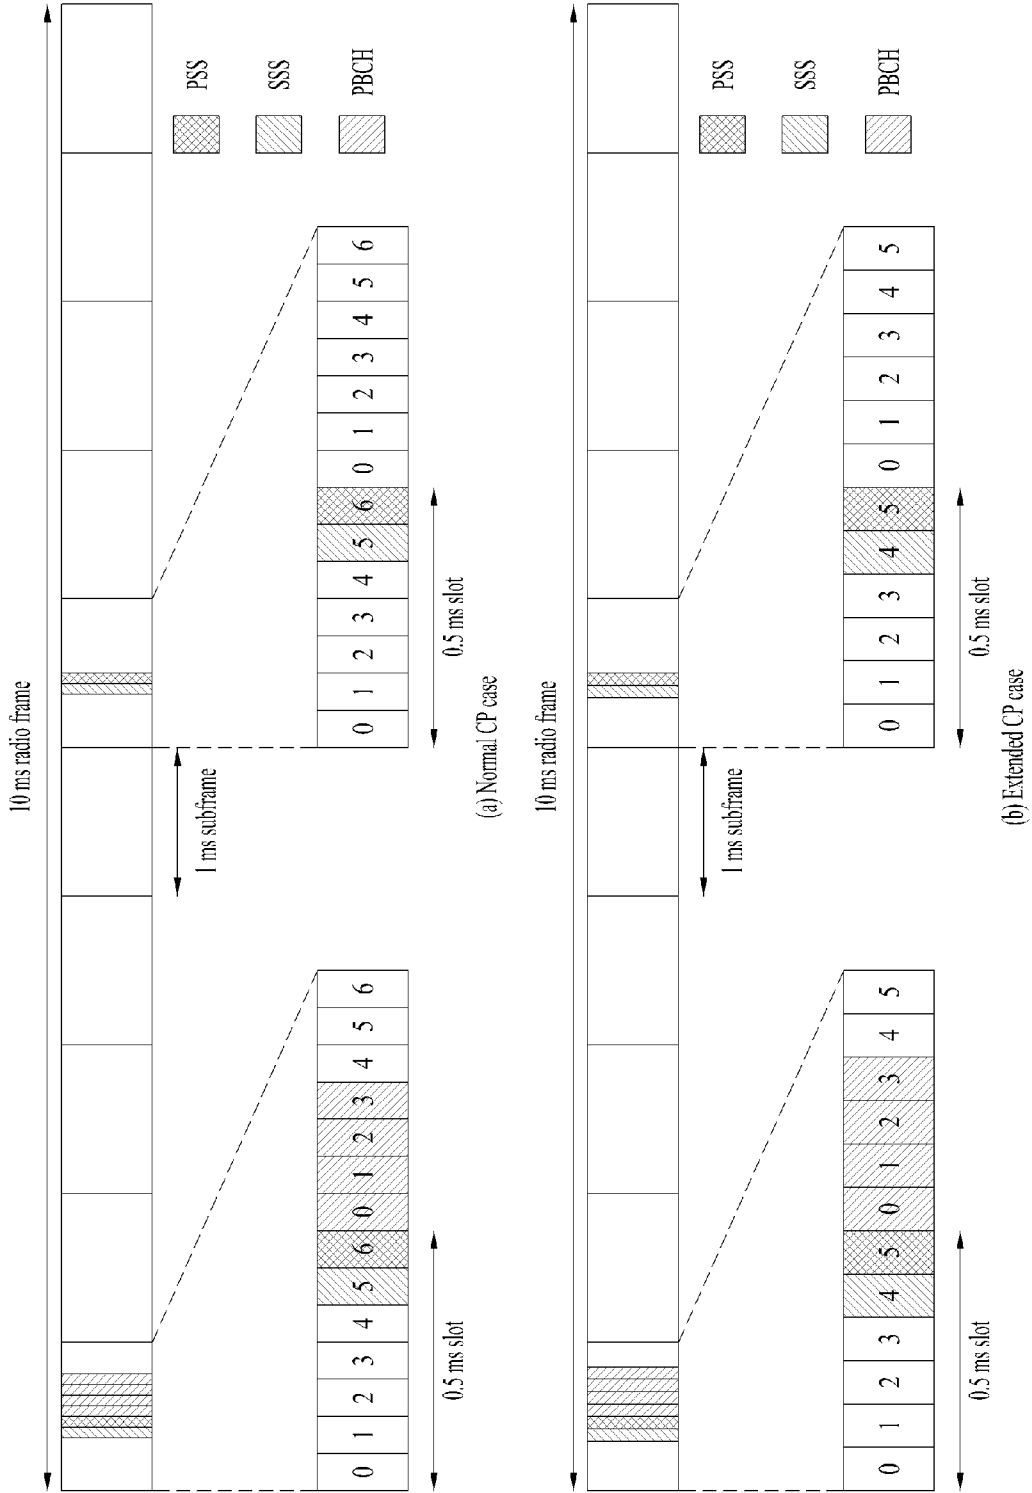 10 ms radio frame
1 ms subframe
0 1 2 3 4 5 6 0 1 2 3 4 5 6
0.5 ms slot
0 1 2 3 4 5 6 0 1 2 3 4 5 6
0.5 ms slot
PSS
SSS
PBCH
(a) Normal CP case
10 ms radio frame
1 ms subframe
0 1 2 3 4 5 0 1 2 3 4 5
0.5 ms slot
0 1 2 3 4 5 0 1 2 3 4 5
0.5 ms slot
PSS
SSS
PBCH
(b) Extended CP case